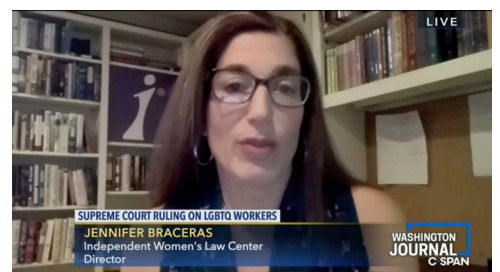 LIVE
SUPREME COURT RULING ON LGBTQ WORKERS
JENNIFER BRACERAS
Independent Women's Law Center
Director
WASHINGTON
JOURNAL
C-SPAN